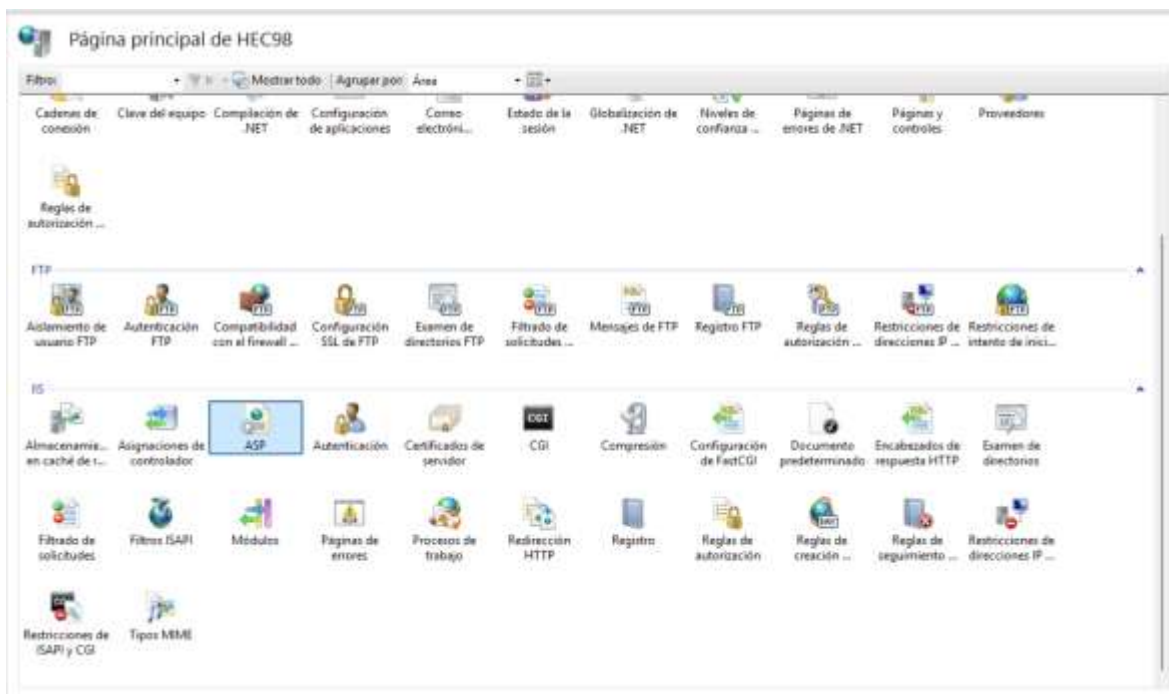 Página principal de HEC98
Filtro: Mostrar todo Agrupar por: Área
Cadenas de Clave del equipo Compilación de Configuración Correo Estado de la Globalización de Niveles de Páginas de Páginas y Proveedores
conexión .NET de aplicaciones electróni... sesión .NET confianza ... errores de .NET controles
Reglas de
autorización ...
FTP
Aislamiento de Autenticación Compatibilidad Configuración Examen de Filtrado de Mensajes de FTP Registro FTP Reglas de Restricciones de Restricciones de
usuario FTP FTP con el firewall ... SSL de FTP directorios FTP solicitudes ... autorización ... direcciones IP ... intento de inici...
IIS
Almacenamie... Asignaciones de ASP Autenticación Certificados de CGI Compresión Configuración Documento Encabezados de Examen de
en caché de r... controlador servidor de FastCGI predeterminado respuesta HTTP directorios
Filtrado de Filtros ISAPI Módulos Páginas de Procesos de Redirección Registro Reglas de Reglas de Reglas de Restricciones de
solicitudes errores trabajo HTTP autorización creación ... seguimiento ... direcciones IP ...
Restricciones de Tipos MIME
ISAPI y CGI